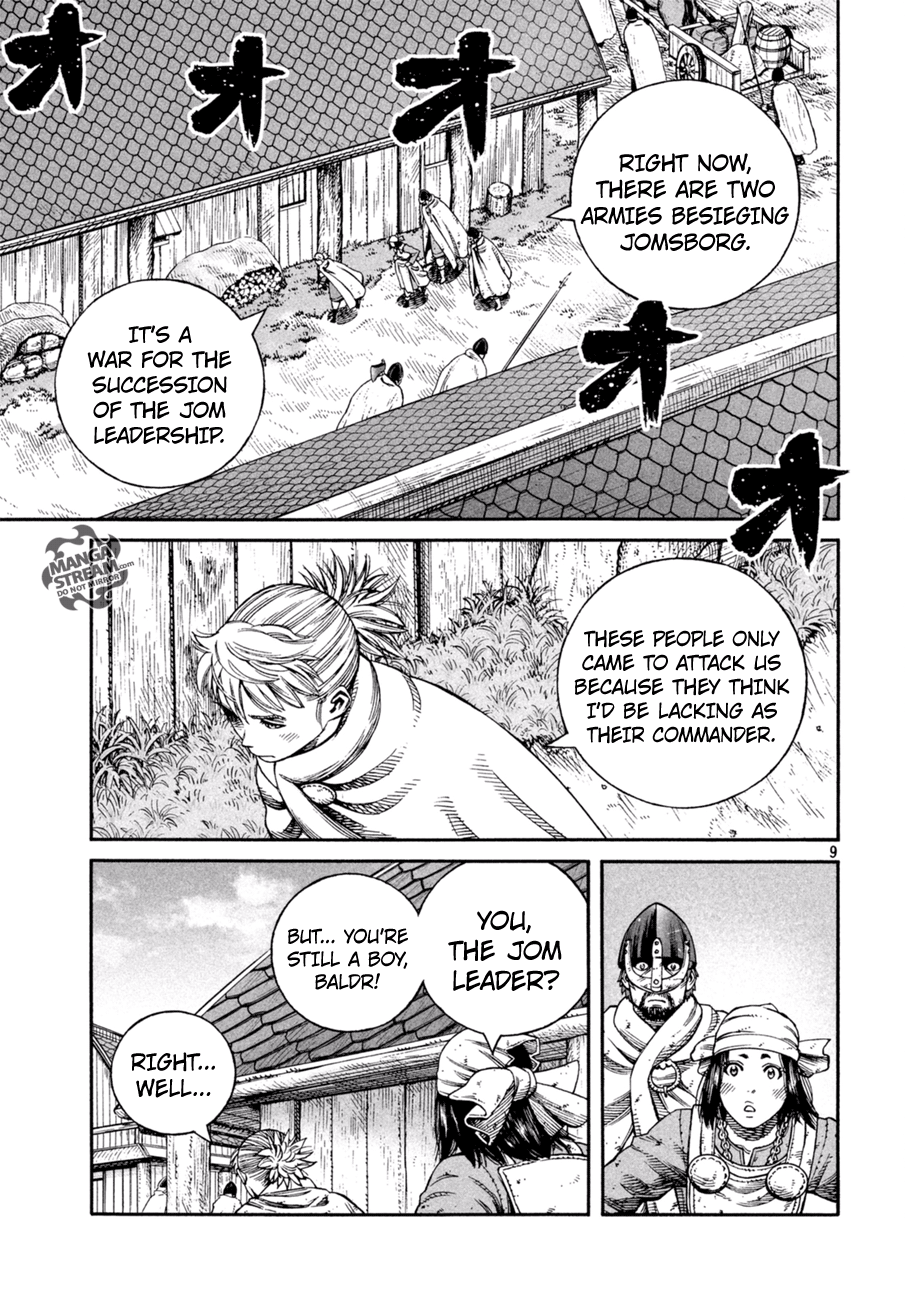 オ
オ
オ
オ
オ
RIGHT NOW,
THERE ARE TWO
ARMIES BESIEGING
JOMSBORG.
IT'S A
WAR FOR THE
SUCCESSION
OF THE JOM
LEADERSHIP.
MANGA
STREAM.com
DO NOT MIRROR!
THESE PEOPLE ONLY
CAME TO ATTACK US
BECAUSE THEY THINK
I'D BE LACKING AS
THEIR COMMANDER.
9
YOU,
THE JOM
LEADER?
BUT... YOU'RE
STILL A BOY,
BALDR!
RIGHT...
WELL...